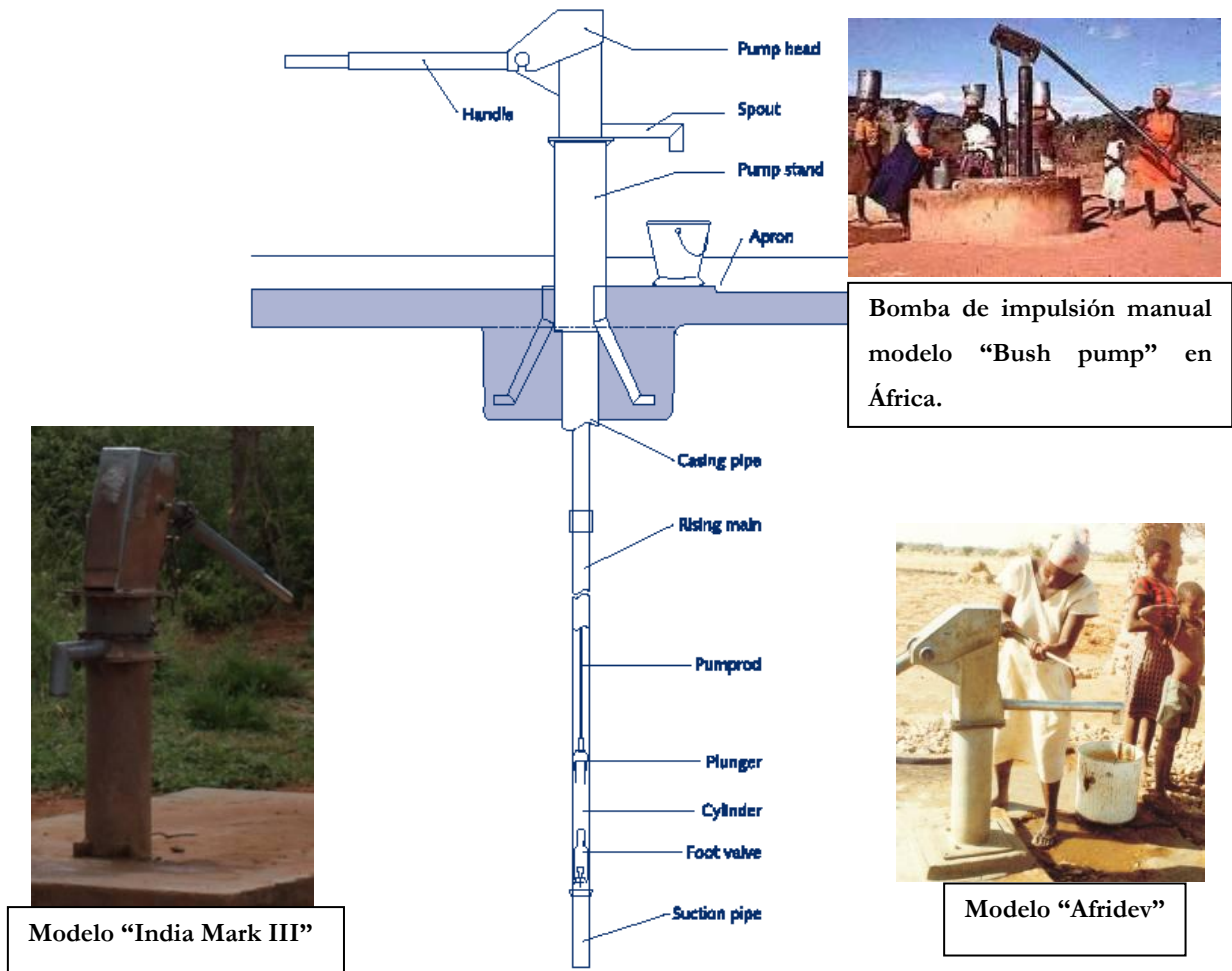 Pump head
Handle
Spout
Pump stand
Apron
Bomba de impulsión manual
modelo “Bush pump” en
África.
Casing pipe
Rising main
Pumprod
Plunger
Cylinder
Foot valve
Suction pipe
Modelo “India Mark III”
Modelo “Afridev”